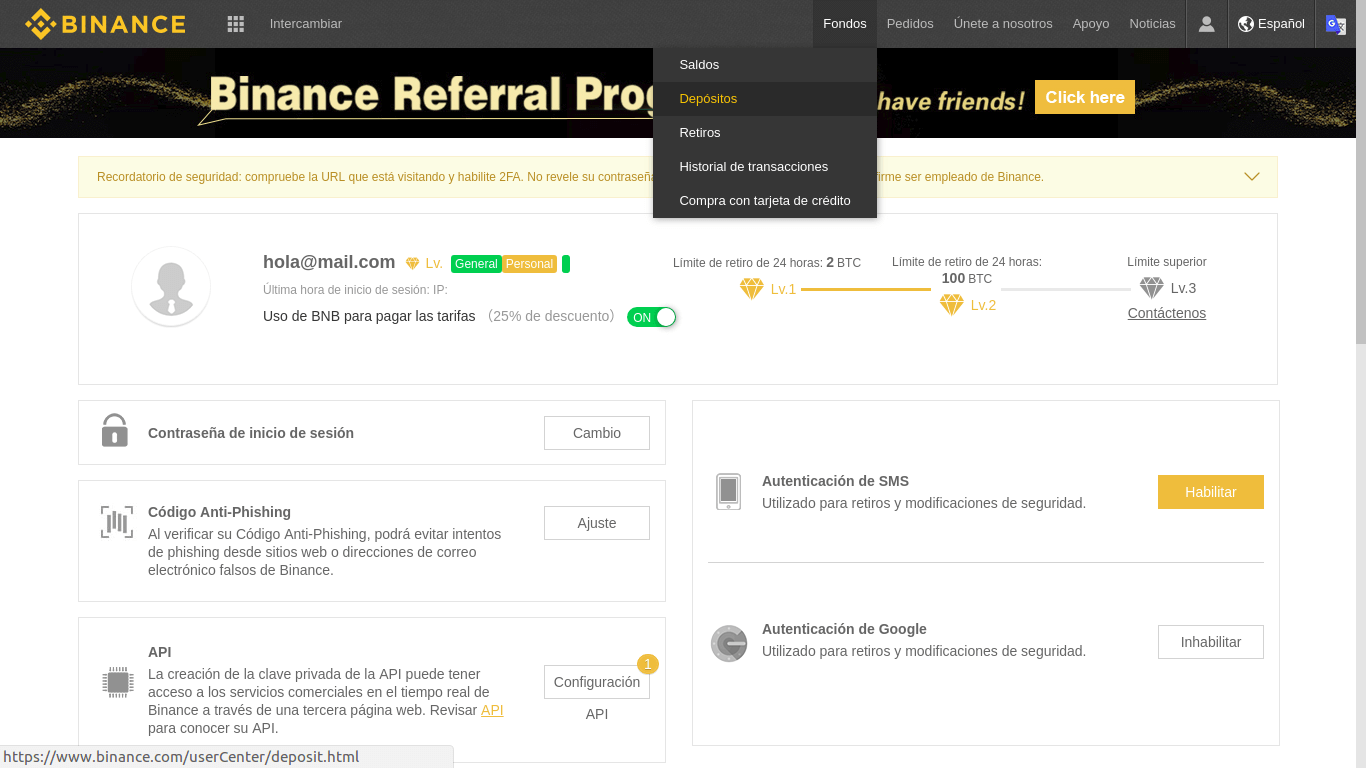 BINANCE
Intercambiar
Fondos
Pedidos
Únete a nosotros
Apoyo
Noticias
Español
Saldos
Depósitos
Retiros
Historial de transacciones
Compra con tarjeta de crédito
Binance Referral Prog
have friends!
Click here
Recordatorio de seguridad: compruebe la URL que está visitando y habilite 2FA. No revele su contraseña
firme ser empleado de Binance.
hola@mail.com
Lv.
General
Personal
Última hora de inicio de sesión: IP:
Uso de BNB para pagar las tarifas (25% de descuento)
ON
Límite de retiro de 24 horas: 2 BTC
Lv.1
Límite de retiro de 24 horas:
100 BTC
Lv.2
Límite superior
Lv.3
Contáctenos
Contraseña de inicio de sesión
Cambio
Código Anti-Phishing
Al verificar su Código Anti-Phishing, podrá evitar intentos
de phishing desde sitios web o direcciones de correo
electrónico falsos de Binance.
Ajuste
API
La creación de la clave privada de la API puede tener
acceso a los servicios comerciales en el tiempo real de
Binance a través de una tercera página web. Revisar API
para conocer su API.
1
Configuración
API
Autenticación de SMS
Utilizado para retiros y modificaciones de seguridad.
Habilitar
Autenticación de Google
Utilizado para retiros y modificaciones de seguridad.
Inhabilitar
https://www.binance.com/userCenter/deposit.html